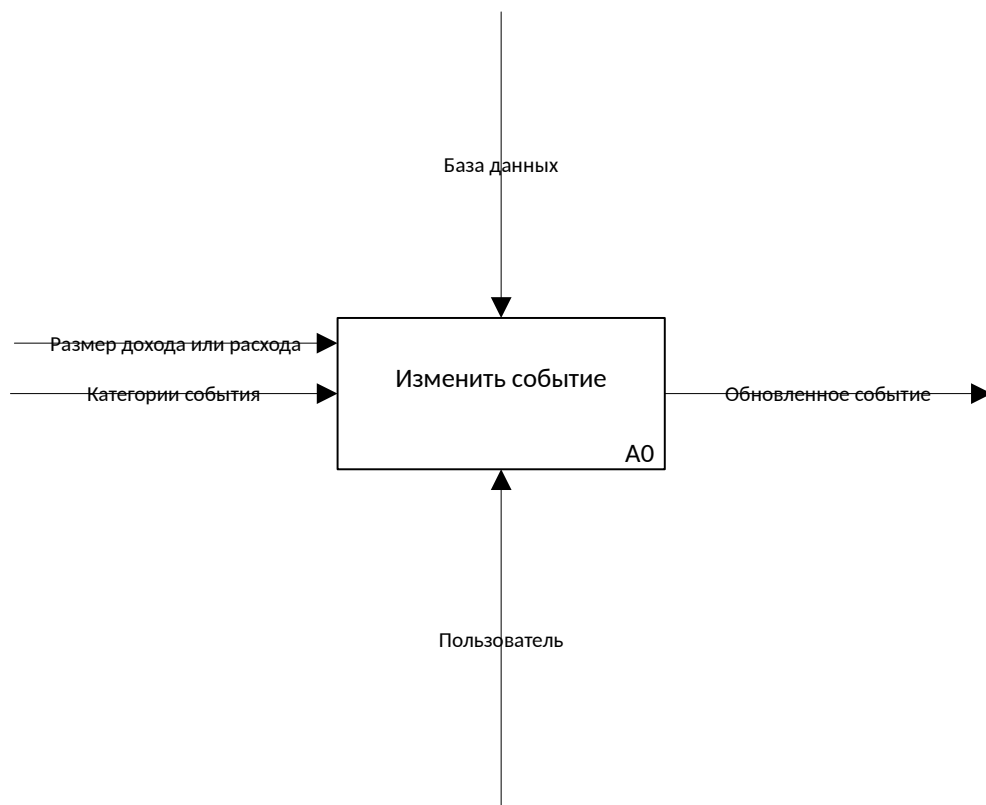 База данных
Размер дохода или расхода
Категории события
Изменить событие
A0
Обновленное событие
Пользователь